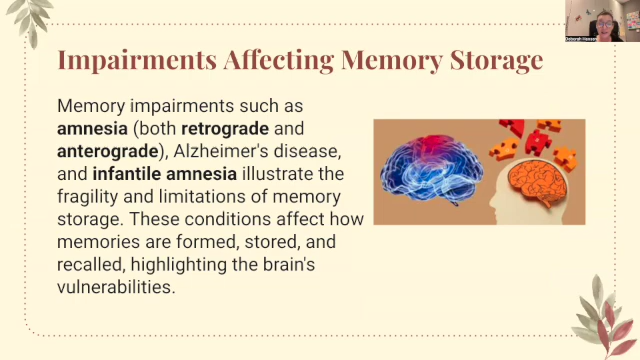 Impairments Affecting Memory Storage
Memory impairments such as
amnesia (both retrograde and
anterograde), Alzheimer's disease,
and infantile amnesia illustrate the
fragility and limitations of memory
storage. These conditions affect how
memories are formed, stored, and
recalled, highlighting the brain's
vulnerabilities.
Deborah Hanson